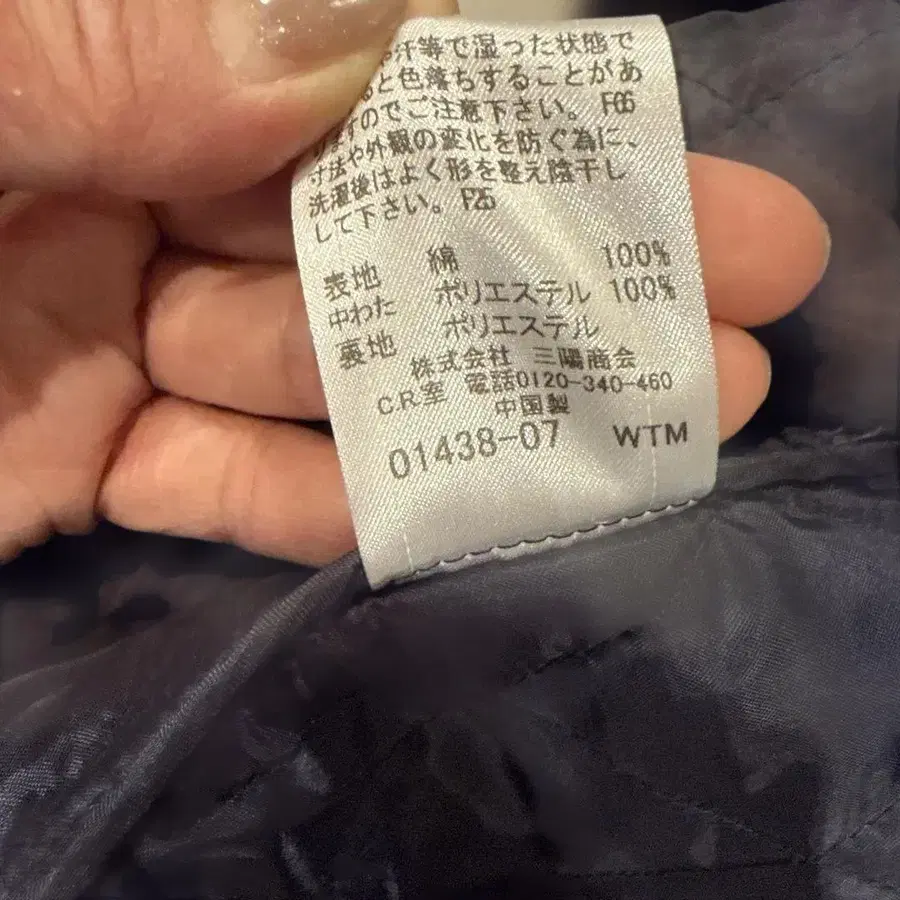 汗等で湿った状態で
ると色落ちすることがあ
りますのでご注意下さい。 F66
寸法や外観の変化を防ぐ為に、
洗濯後はよく形を整え陰干し
して下さい。 F25
表地 綿 100%
中わた ポリエステル 100%
裏地 ポリエステル
株式会社 三陽商会
C.R室 電話0120-340-460
中国製
01438-07 WTM